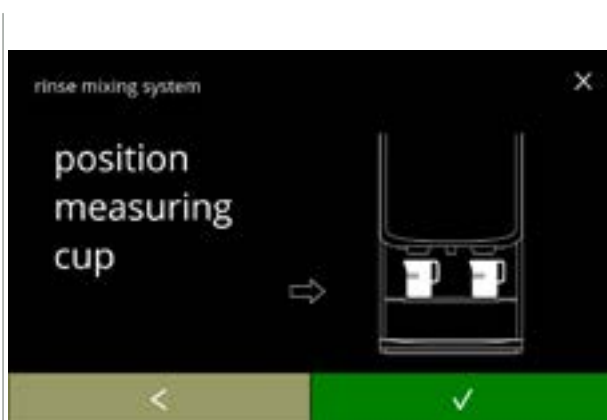 rinse mixing system
position
measuring
cup